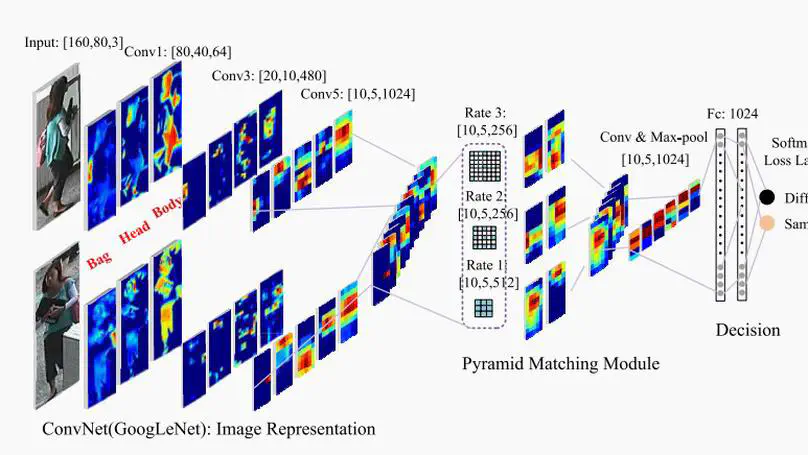 Input: [160,80,3]
Conv1: [80,40,64]
Conv3: [20,10,480]
Conv5: [10,5,1024]
Bag Head Body
Rate 3:
[10,5,256]
Rate 2
[10,5,256]
Rate 1
[10,5,512]
Conv & Max-pool
[10,5,1024]
Fc: 1024
Softm
Loss La
Diff
Sam
Decision
Pyramid Matching Module
ConvNet(GoogLeNet): Image Representation